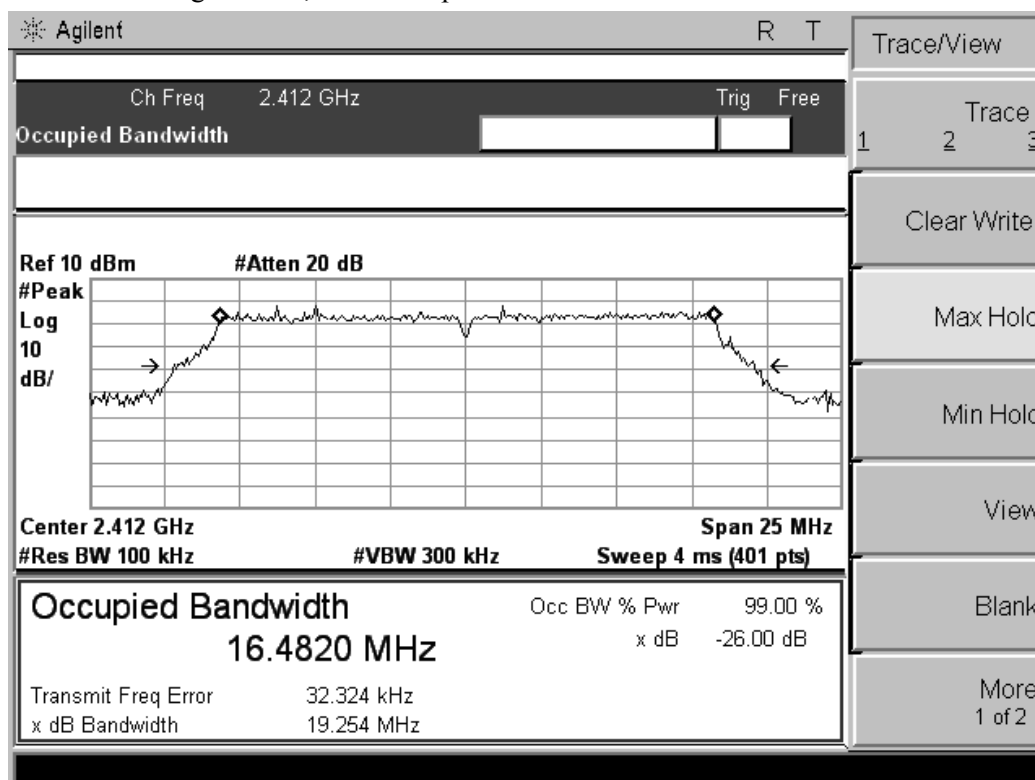 Agilent R T
Trace/View
Ch Freq 2.412 GHz Trig Free
Occupied Bandwidth
Trace
1 2 3
Clear Write
Ref 10 dBm #Atten 20 dB
#Peak
Log
10
dB/
Max Hold
Min Hold
Center 2.412 GHz Span 25 MHz
#Res BW 100 kHz #VBW 300 kHz Sweep 4 ms (401 pts)
View
Occupied Bandwidth Occ BW % Pwr 99.00 %
16.4820 MHz x dB -26.00 dB
Blank
Transmit Freq Error 32.324 kHz
x dB Bandwidth 19.254 MHz
More
1 of 2